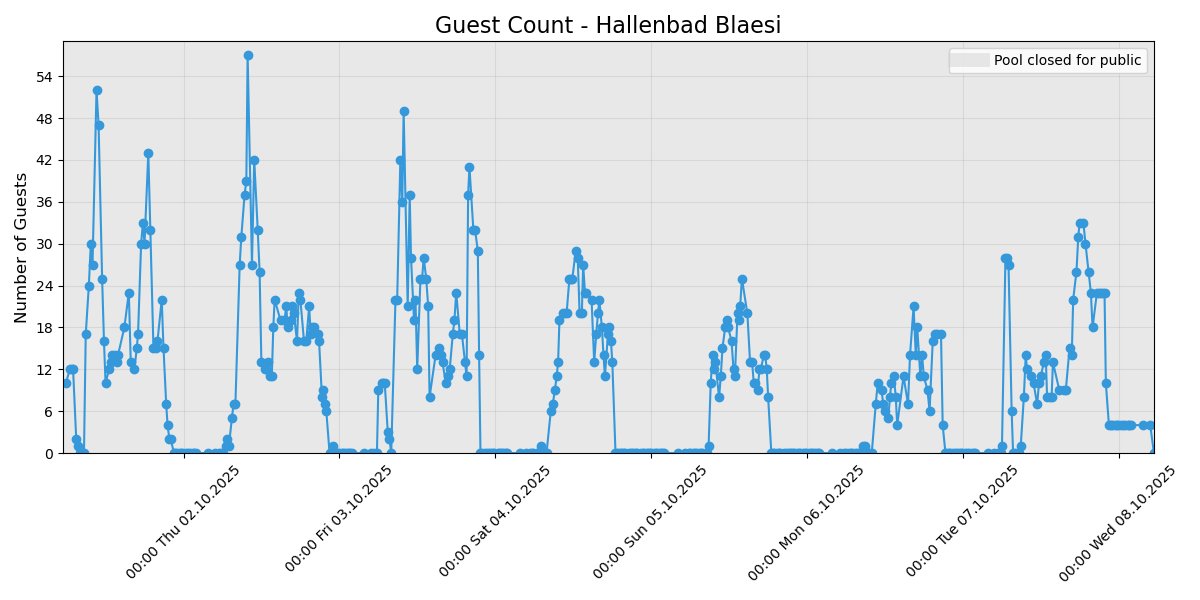 Guest Count - Hallenbad Blaesi
Pool closed for public
Number of Guests
54
48
42
36
30
24
18
12
6
0
00:00 Thu 02.10.2025
00:00 Fri 03.10.2025
00:00 Sat 04.10.2025
00:00 Sun 05.10.2025
00:00 Mon 06.10.2025
00:00 Tue 07.10.2025
00:00 Wed 08.10.2025